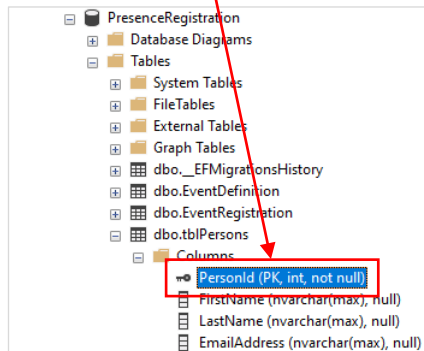 PresenceRegistration
Database Diagrams
Tables
System Tables
FileTables
External Tables
Graph Tables
dbo.__EFMigrationsHistory
dbo.EventDefinition
dbo.EventRegistration
dbo.tblPersons
Columns
PersonId (PK, int, not null)
FirstName (nvarchar(max), null)
LastName (nvarchar(max), null)
EmailAddress (nvarchar(max), null)